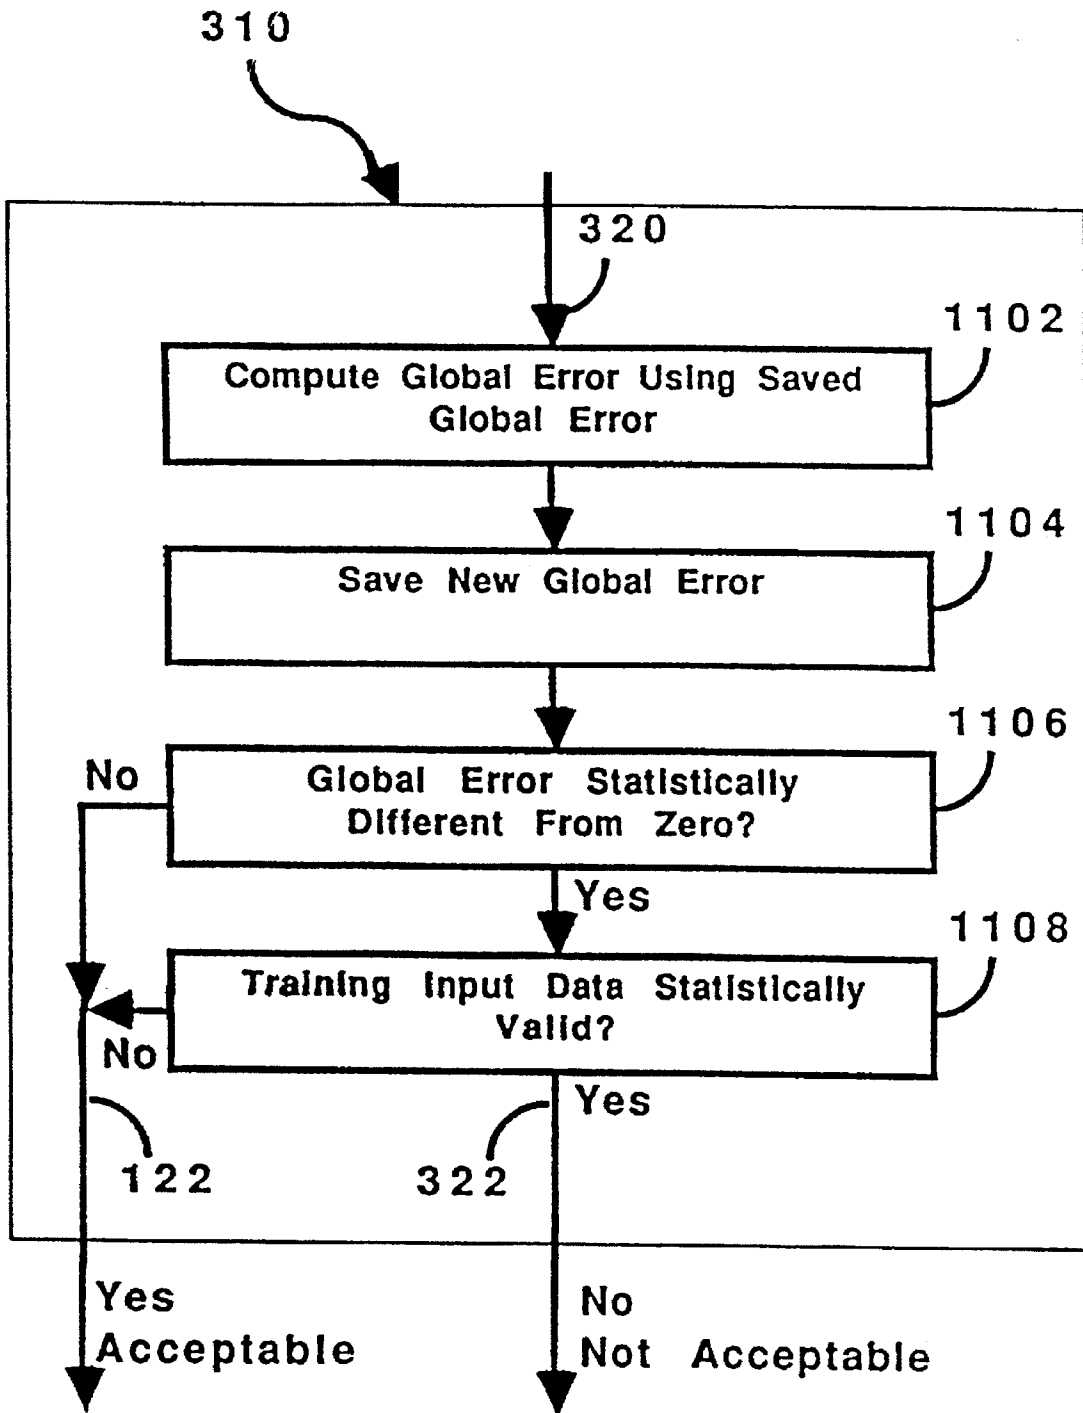 310
320
1102
Compute Global Error Using Saved
Global Error
1104
Save New Global Error
1106
No
Global Error Statistically
Different From Zero?
Yes
1108
Training Input Data Statistically
Valid?
No
Yes
122
322
Yes
Acceptable
No
Not Acceptable